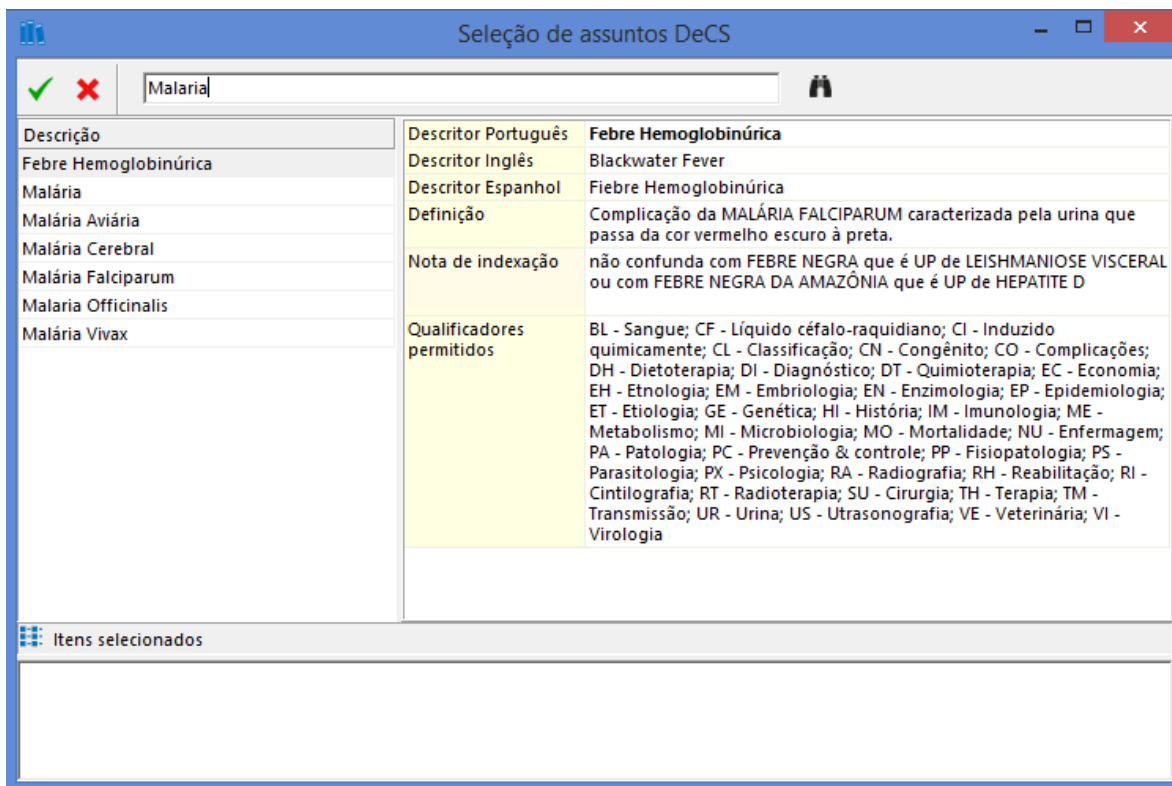 Seleção de assuntos DeCS
Malaria
Descrição
Febre Hemoglobinúrica
Malária
Malária Aviária
Malária Cerebral
Malária Falciparum
Malaria Officinalis
Malária Vivax
Descritor Português Febre Hemoglobinúrica
Descritor Inglês Blackwater Fever
Descritor Espanhol Fiebre Hemoglobinúrica
Definição Complicação da MALÁRIA FALCIPARUM caracterizada pela urina que
passa da cor vermelho escuro à preta.
Nota de indexação não confunda com FEBRE NEGRA que é UP de LEISHMANIOSE VISCERAL
ou com FEBRE NEGRA DA AMAZÔNIA que é UP de HEPATITE D
Qualificadores permitidos BL - Sangue; CF - Líquido céfalo-raquidiano; CI - Induzido
quimicamente; CL - Classificação; CN - Congênito; CO - Complicações;
DH - Dietoterapia; DI - Diagnóstico; DT - Quimioterapia; EC - Economia;
EH - Etnologia; EM - Embriologia; EN - Enzimologia; EP - Epidemiologia;
ET - Etiologia; GE - Genética; HI - História; IM - Imunologia; ME -
Metabolismo; MI - Microbiologia; MO - Mortalidade; NU - Enfermagem;
PA - Patologia; PC - Prevenção & controle; PP - Fisiopatologia; PS -
Parasitologia; PX - Psicologia; RA - Radiografia; RH - Reabilitação; RI -
Cintilografia; RT - Radioterapia; SU - Cirurgia; TH - Terapia; TM -
Transmissão; UR - Urina; US - Utrasonografia; VE - Veterinária; VI -
Virologia
Itens selecionados